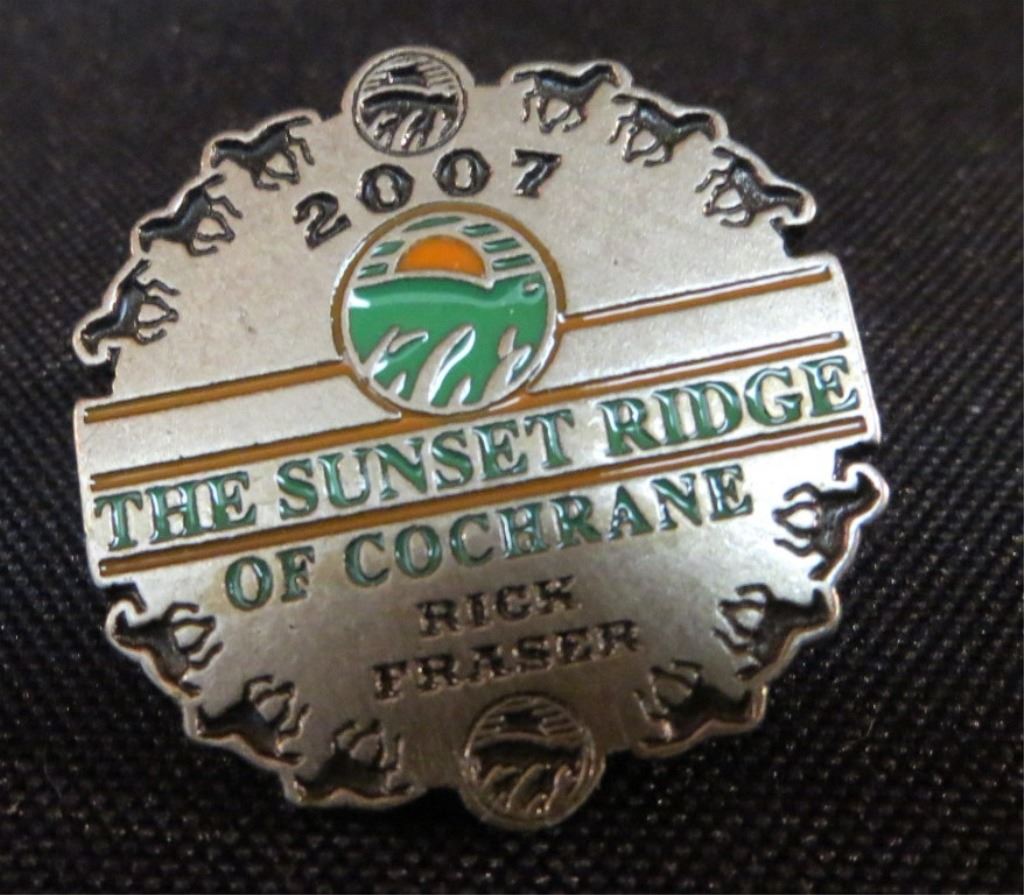 2007
THE SUNSET RIDGE
OF COCHRANE
RICK
FRASER